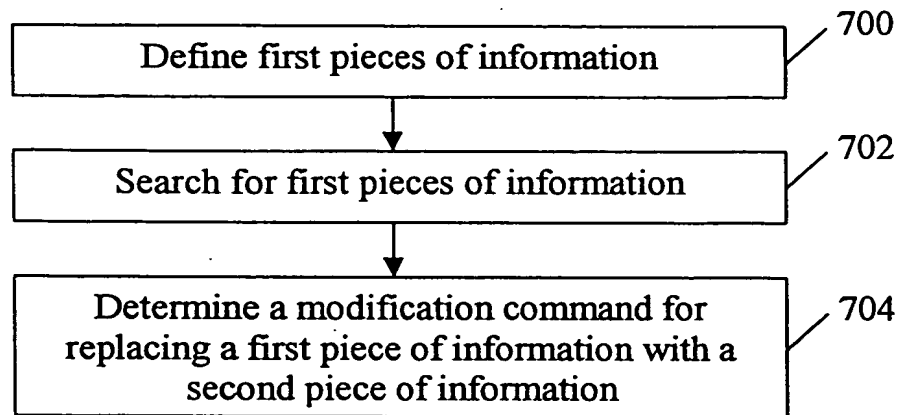 700
Define first pieces of information
702
Search for first pieces of information
704
Determine a modification command for
replacing a first piece of information with a
second piece of information